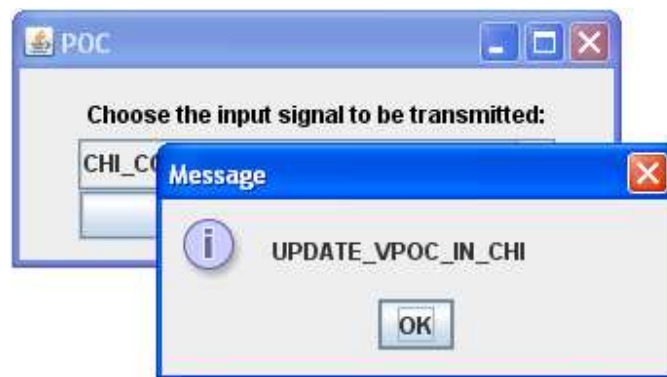 POC
Choose the input signal to be transmitted:
Message
UPDATE_VPOC_IN_CHI
OK